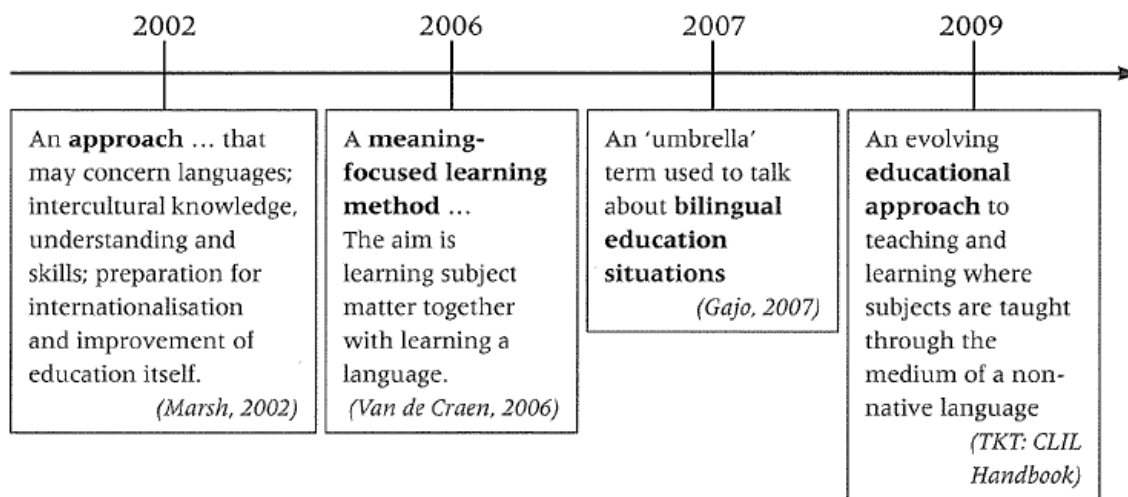 2002
2006
2007
2009
An approach ... that
may concern languages;
intercultural knowledge,
understanding and
skills; preparation for
internationalisation
and improvement of
education itself.
(Marsh, 2002)
A meaning-
focused learning
method ...
The aim is
learning subject
matter together
with learning a
language.
(Van de Craen, 2006)
An ‘umbrella’
term used to talk
about bilingual
education
situations
(Gajo, 2007)
An evolving
educational
approach to
teaching and
learning where
subjects are taught
through the
medium of a non-
native language
(TKT: CLIL
Handbook)